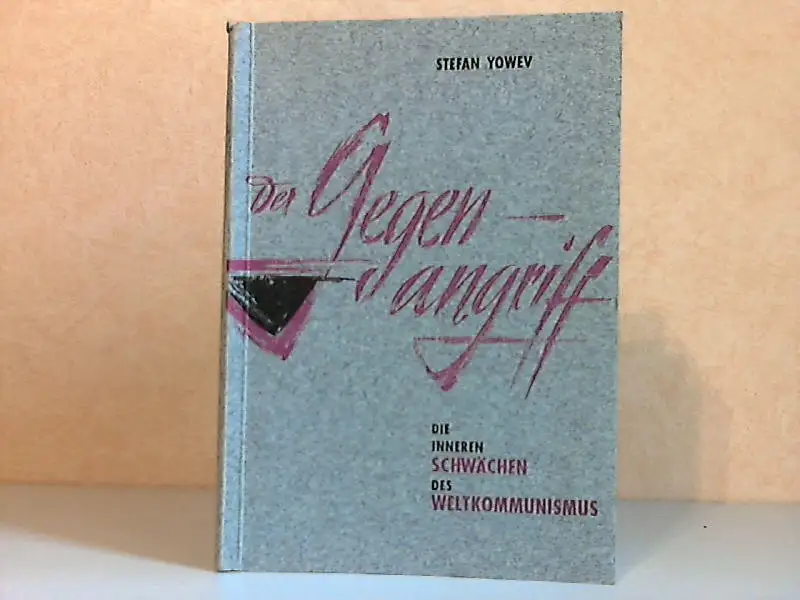 STEFAN YOWEV
Der Gegen-
angriff
DIE
INNEREN
SCHWÄCHEN
DES
WELTKOMMUNISMUS